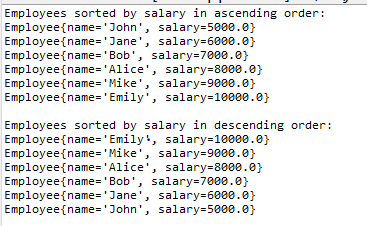 Employees sorted by salary in ascending order:
Employee{name='John', salary=5000.0}
Employee{name='Jane', salary=6000.0}
Employee{name='Bob', salary=7000.0}
Employee{name='Alice', salary=8000.0}
Employee{name='Mike', salary=9000.0}
Employee{name='Emily', salary=10000.0}

Employees sorted by salary in descending order:
Employee{name='Emily', salary=10000.0}
Employee{name='Mike', salary=9000.0}
Employee{name='Alice', salary=8000.0}
Employee{name='Bob', salary=7000.0}
Employee{name='Jane', salary=6000.0}
Employee{name='John', salary=5000.0}